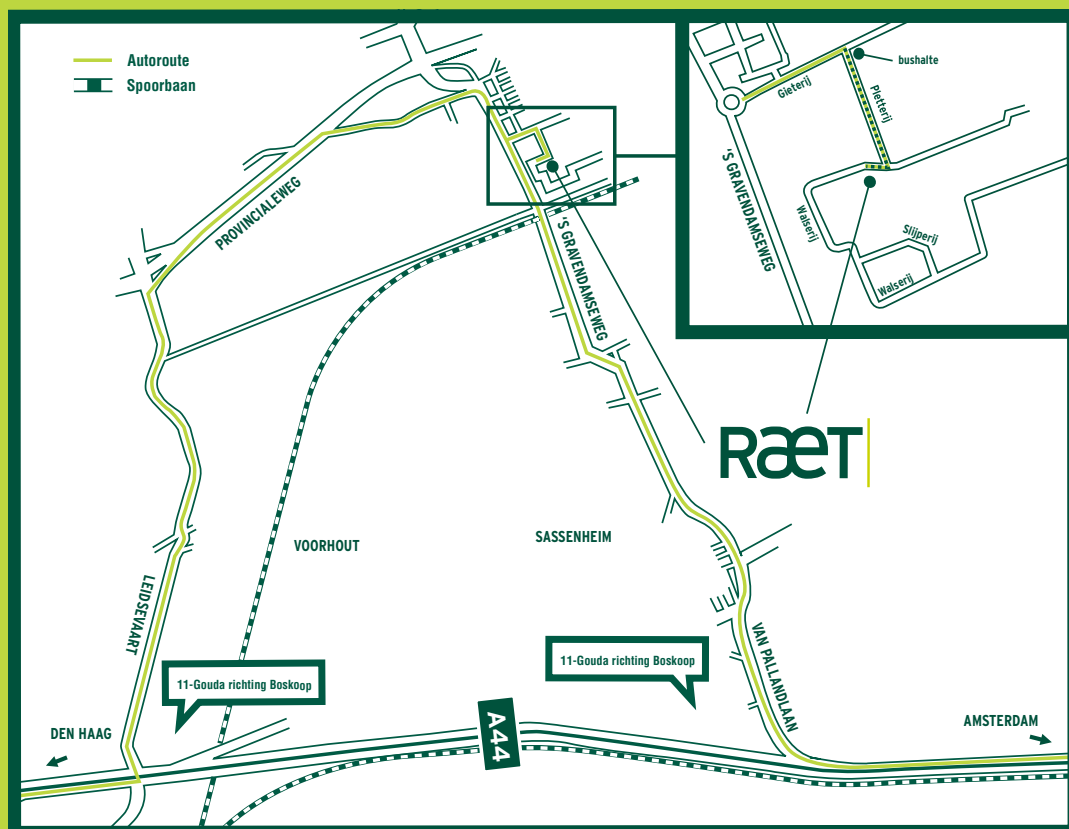 Autoroute
Spoorbaan
bushalte
Gieterij
Pletterij
'S GRAVENDAMSEWEG
Walserij
Slijperij
Walserij
PROVINCIALEWEG
'S GRAVENDAMSEWEG
RÆT
VOORHOUT
SASSENHEIM
LEIDSEVAART
VAN PALLANDLAAN
11-Gouda richting Boskoop
11-Gouda richting Boskoop
DEN HAAG
A44
AMSTERDAM